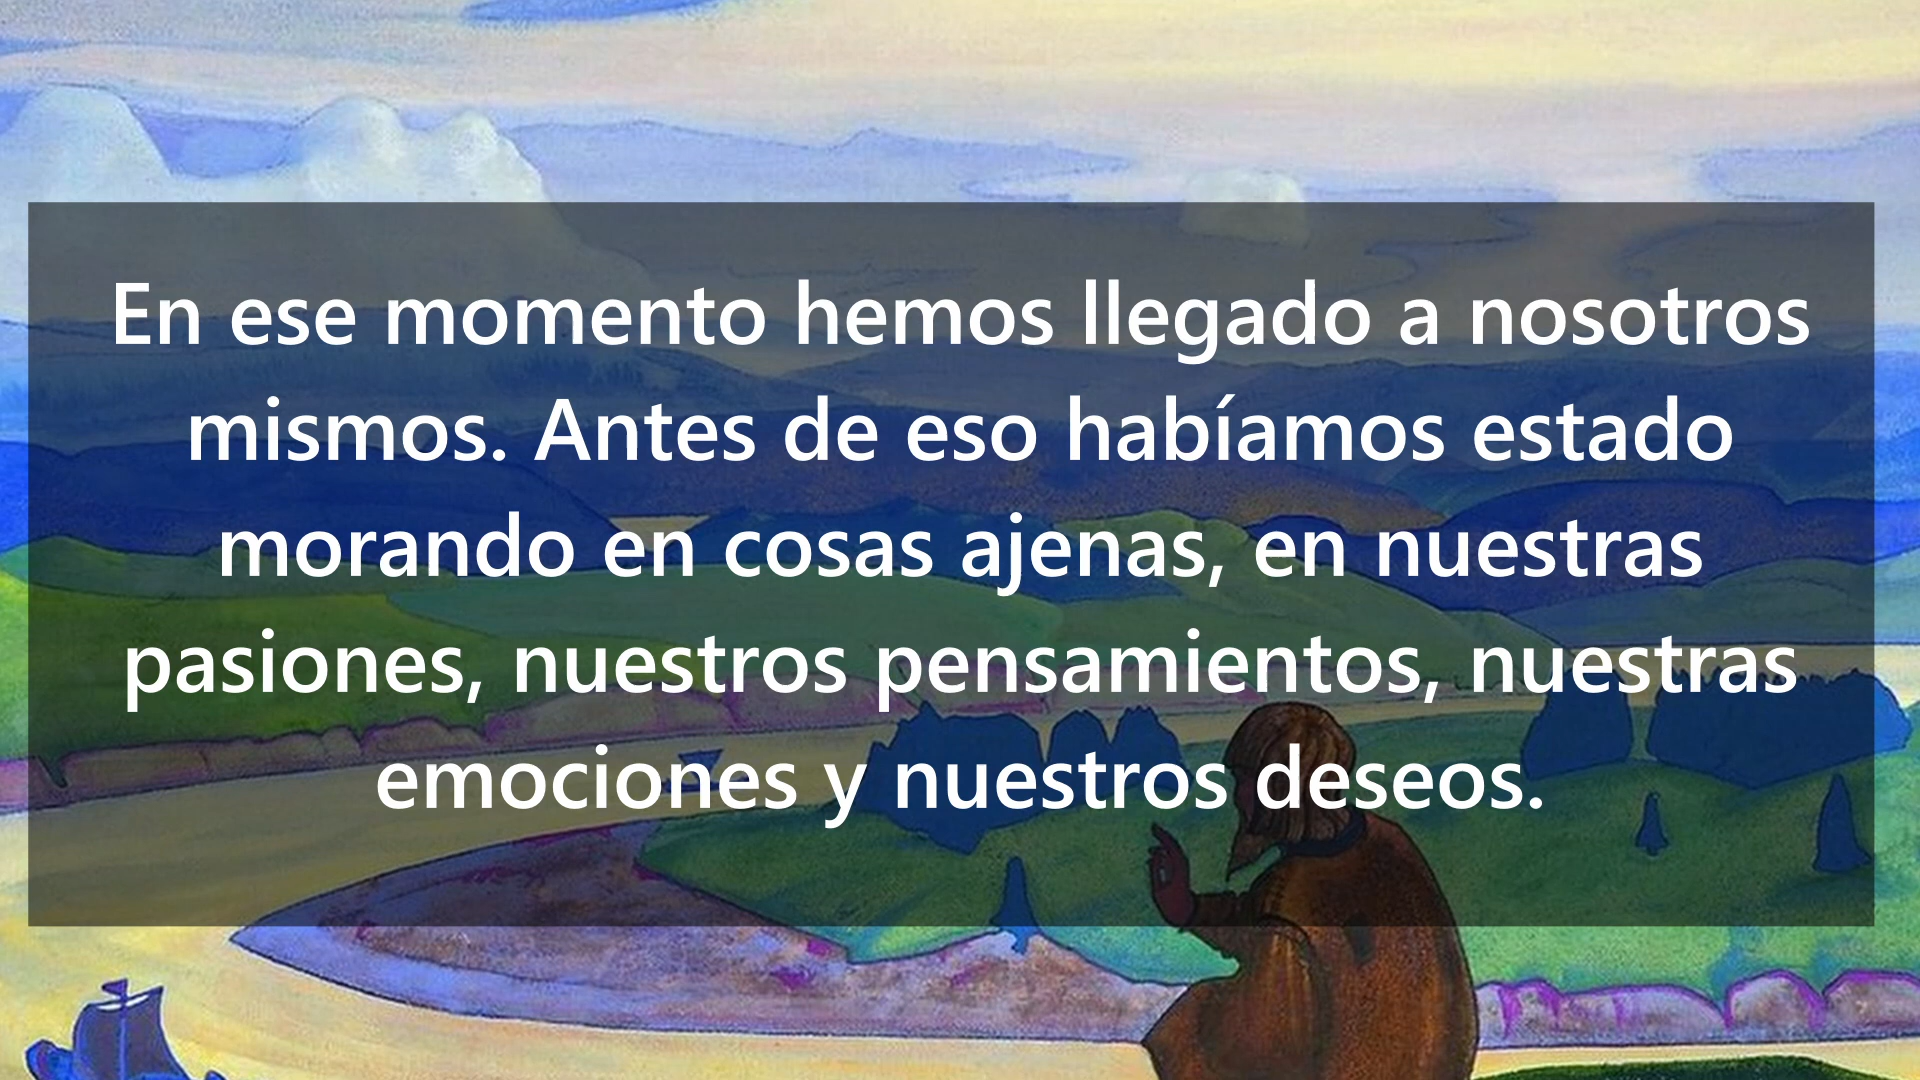 En ese momento hemos llegado a nosotros
mismos. Antes de eso habíamos estado
morando en cosas ajenas, en nuestras
pasiones, nuestros pensamientos, nuestras
emociones y nuestros deseos.